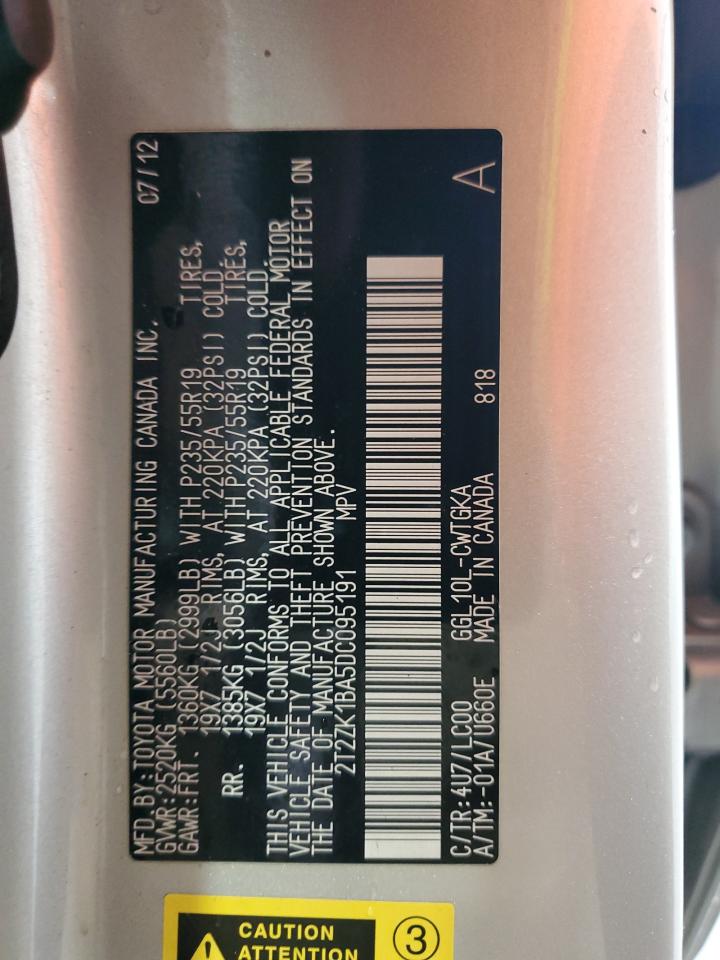 MFD.BY:TOYOTA MOTOR MANUFACTURING CANADA INC. 07/12
GVWR:2520KG (5560LB)
GAWR:FRT. 1360KG (2999LB) WITH P235/55R19 TIRES,
19X7 1/2J RIMS, AT 220KPA (32PSI) COLD,
RR. 1385KG (3056LB) WITH P235/55R19 TIRES,
19X7 1/2J RIMS, AT 220KPA (32PSI) COLD.
THIS VEHICLE CONFORMS TO ALL APPLICABLE FEDERAL MOTOR
VEHICLE SAFETY AND THEFT PREVENTION STANDARDS IN EFFECT ON
THE DATE OF MANUFACTURE SHOWN ABOVE.
2T2ZK1BA5DC095191 MPV
C/TR:4U7/LC00 GGL10L-CWTGKA 818 A
A/TM:-01A/U660E MADE IN CANADA
CAUTION
ATTENTION
3